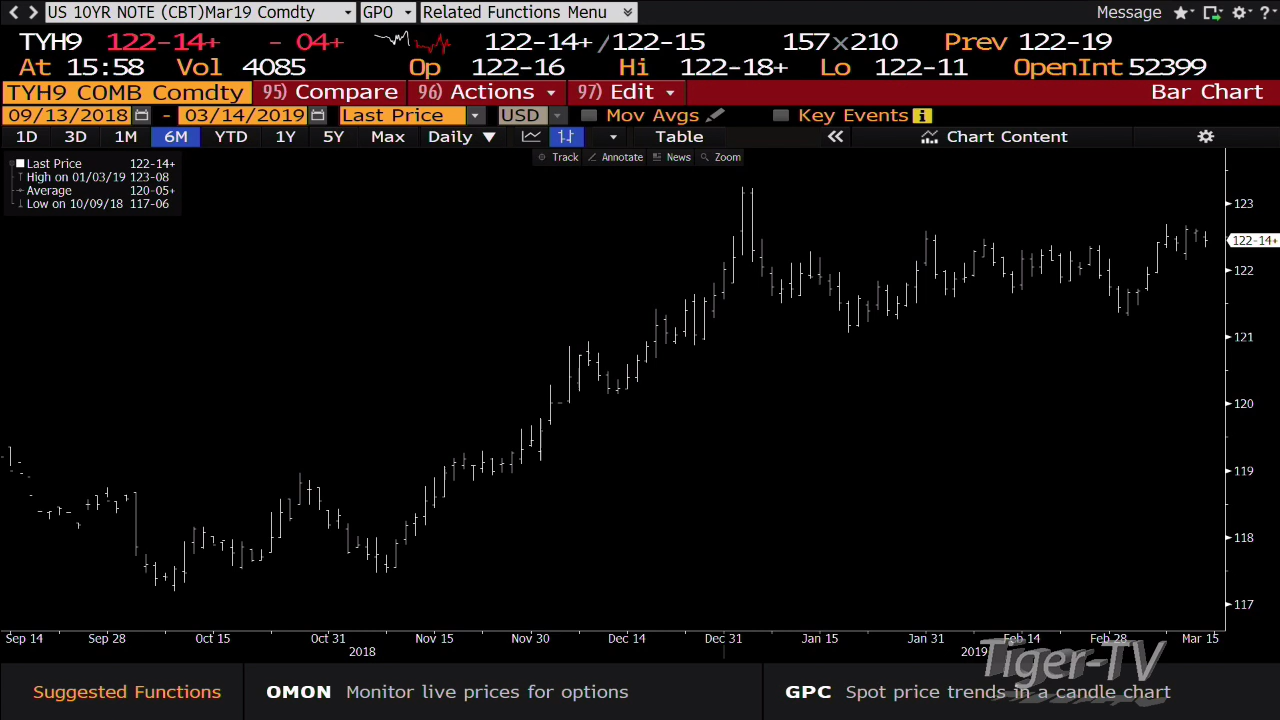 US 10YR NOTE (CBT)Mar19 Comdty GPO Related Functions Menu Message ?
TYH9 122-14+ - 04+ 122-14+/122-15 157x210 Prev 122-19
At 15:58 Vol 4085 Op 122-16 Hi 122-18+ Lo 122-11 OpenInt 52399
TYH9 COMB Comdty 95) Compare 96) Actions 97) Edit Bar Chart
09/13/2018 - 03/14/2019 Last Price USD Mov Avgs Key Events i
1D 3D 1M 6M YTD 1Y 5Y Max Daily ▼ Table « Chart Content
Track Annotate News Zoom
Last Price 122-14+
High on 01/03/19 123-08
Average 120-05+
Low on 10/09/18 117-06
123
122-14+
122
121
120
119
118
117
Sep 14 Sep 28 Oct 15 Oct 31 Nov 15 Nov 30 Dec 14 Dec 31 Jan 15 Jan 31 Feb 14 Feb 28 Mar 15
2018 2019
Tiger-TV
Suggested Functions OMON Monitor live prices for options GPC Spot price trends in a candle chart